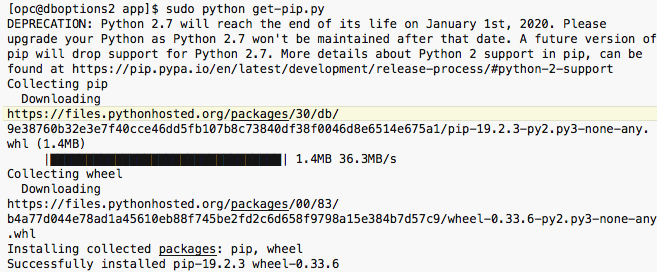 [opc@dboptions2 app]$ sudo python get-pip.py
DEPRECATION: Python 2.7 will reach the end of its life on January 1st, 2020. Please
upgrade your Python as Python 2.7 won't be maintained after that date. A future version of
pip will drop support for Python 2.7. More details about Python 2 support in pip, can be
found at https://pip.pypa.io/en/latest/development/release-process/#python-2-support
Collecting pip
  Downloading
https://files.pythonhosted.org/packages/30/db/
9e38760b32e3e7f40cce46dd5fb107b8c73840df38f0046d8e6514e675a1/pip-19.2.3-py2.py3-none-any.
whl (1.4MB)
|████████████████████████████████| 1.4MB 36.3MB/s
Collecting wheel
  Downloading
https://files.pythonhosted.org/packages/00/83/
b4a77d044e78ad1a45610eb88f745be2fd2c6d658f9798a15e384b7d57c9/wheel-0.33.6-py2.py3-none-any
.whl
Installing collected packages: pip, wheel
Successfully installed pip-19.2.3 wheel-0.33.6